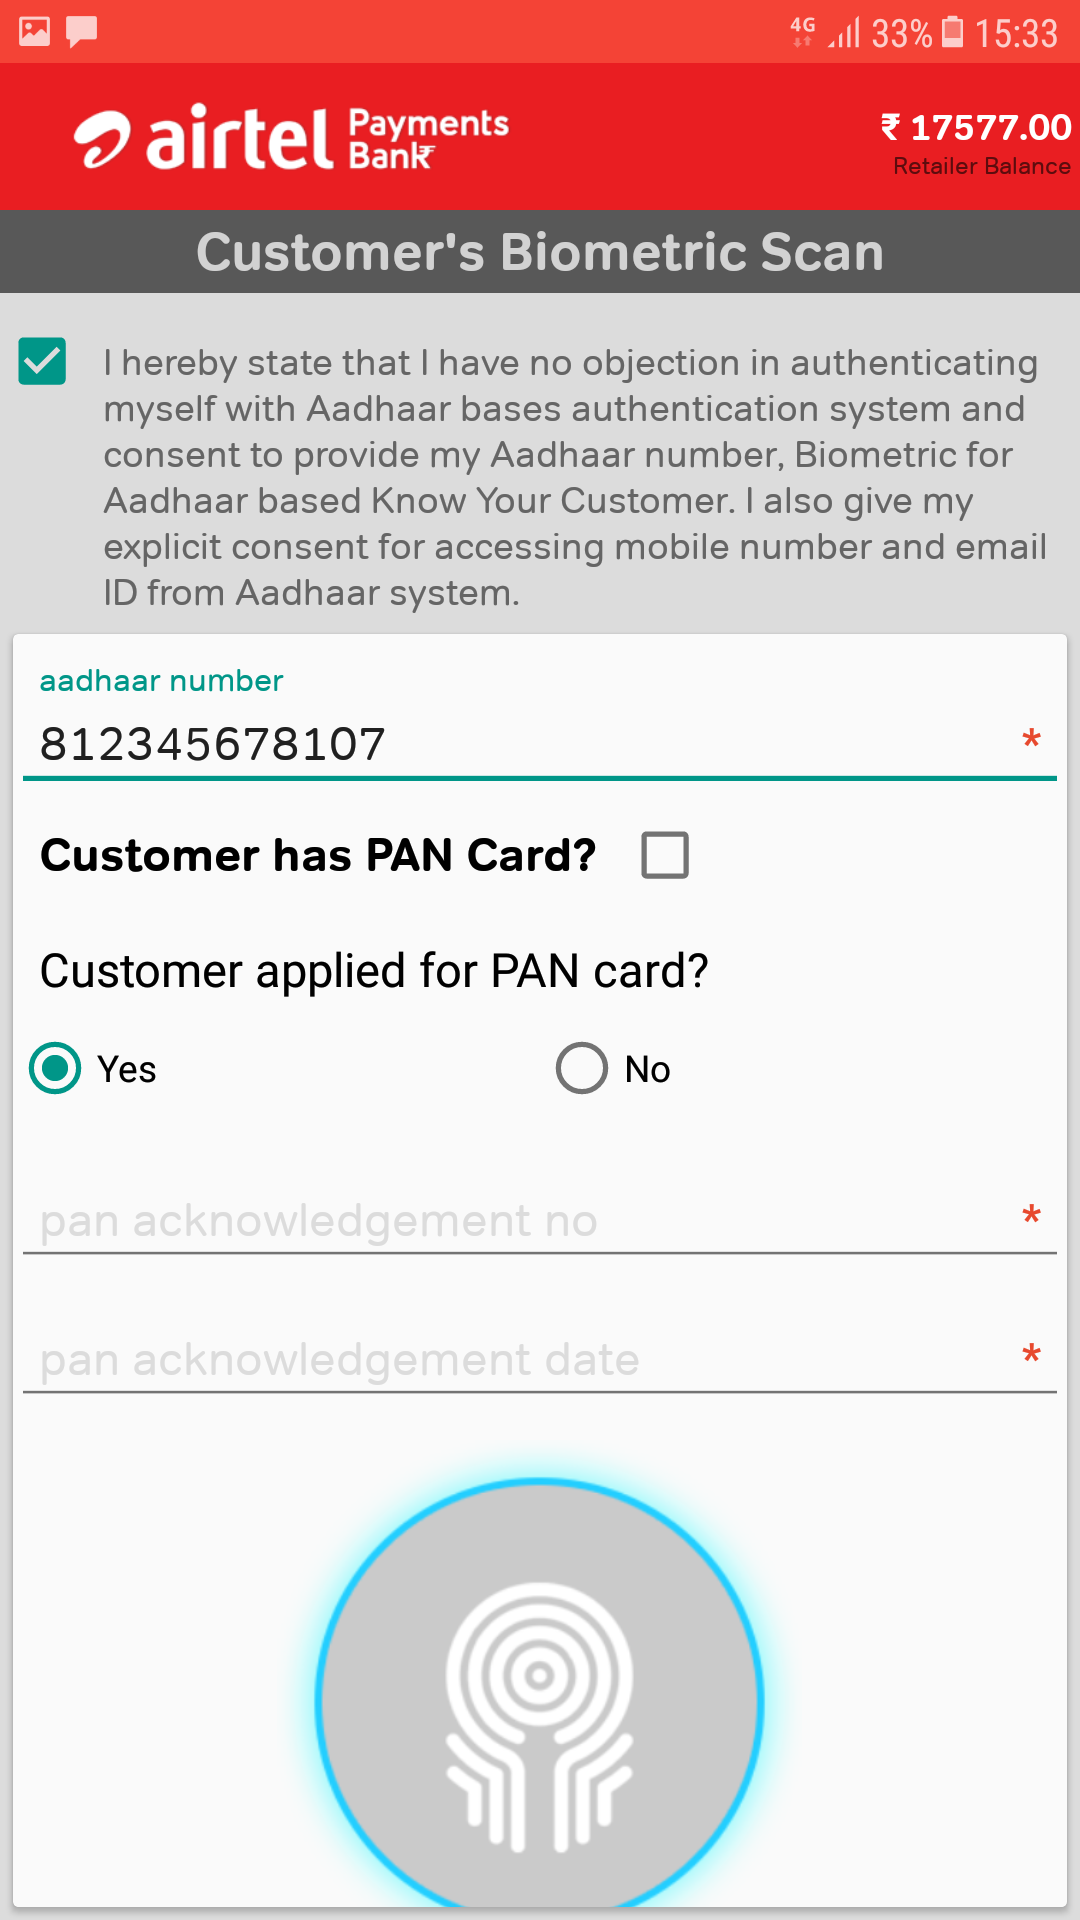 4G 33% 15:33
airtel Payments Bank
₹ 17577.00
Retailer Balance
Customer's Biometric Scan
I hereby state that I have no objection in authenticating
myself with Aadhaar bases authentication system and
consent to provide my Aadhaar number, Biometric for
Aadhaar based Know Your Customer. I also give my
explicit consent for accessing mobile number and email
ID from Aadhaar system.
aadhaar number
812345678107 *
Customer has PAN Card?
Customer applied for PAN card?
Yes No
pan acknowledgement no *
pan acknowledgement date *